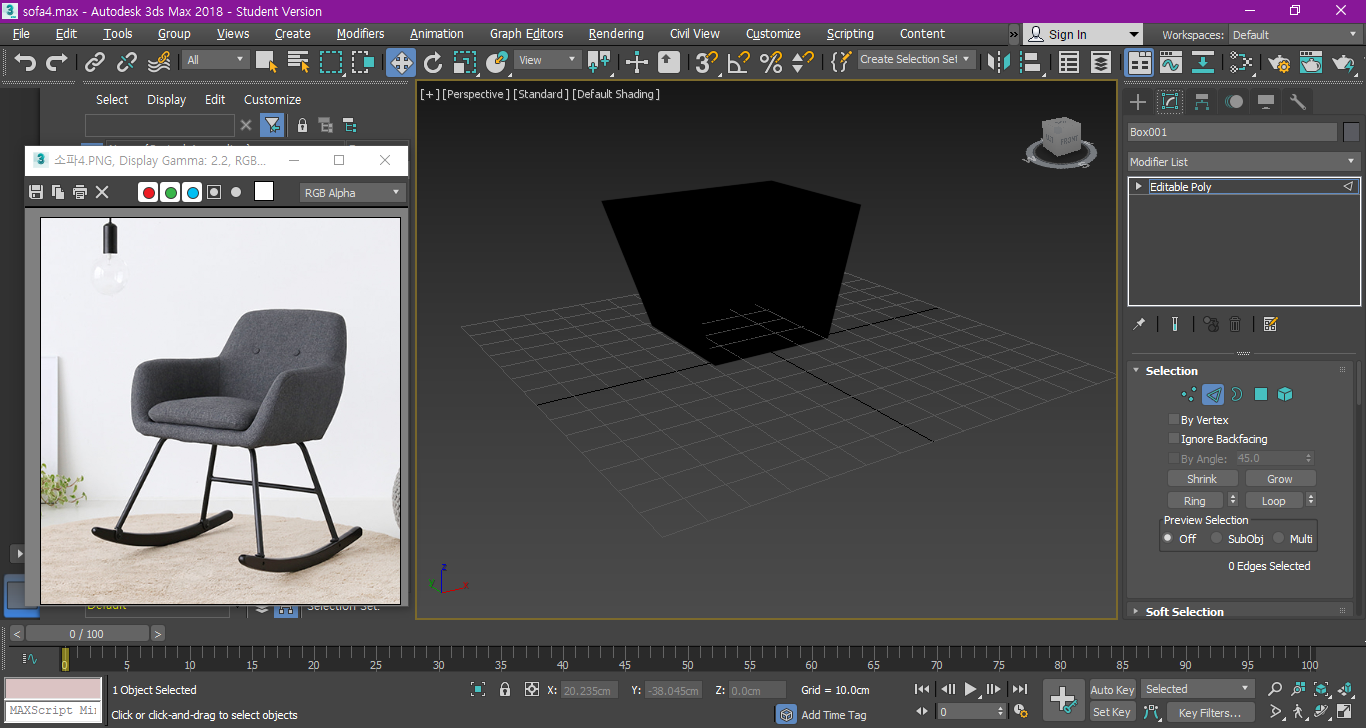 sofa4.max - Autodesk 3ds Max 2018 - Student Version
File Edit Tools Group Views Create Modifiers Animation Graph Editors Rendering Civil View Customize Scripting Content » Sign In Workspaces: Default
All View Create Selection Set
Select Display Edit Customize
[+] [Perspective] [Standard] [Default Shading]
소파4.PNG, Display Gamma: 2.2, RGB...
RGB Alpha
Box001
Modifier List
Editable Poly
Selection
By Vertex
Ignore Backfacing
By Angle: 45.0
Shrink Grow
Ring Loop
Preview Selection
Off SubObj Multi
0 Edges Selected
Soft Selection
Default
Selection Set:
z
x
y
< 0 / 100 >
0 5 10 15 20 25 30 35 40 45 50 55 60 65 70 75 80 85 90 95 100
1 Object Selected
X: 20.235cm Y: -38.045cm Z: 0.0cm Grid = 10.0cm
Auto Key Selected
MAXScript Mi
Click or click-and-drag to select objects
Add Time Tag
0
Set Key Key Filters...